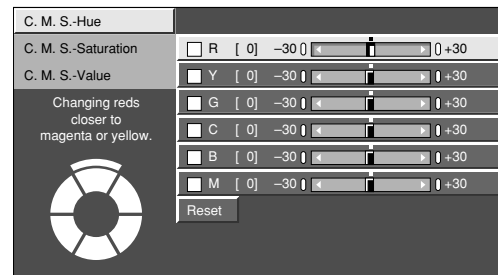 C. M. S.-Hue
C. M. S.-Saturation
C. M. S.-Value
Changing reds
closer to
magenta or yellow.
R [ 0] −30 +30
Y [ 0] −30 +30
G [ 0] −30 +30
C [ 0] −30 +30
B [ 0] −30 +30
M [ 0] −30 +30
Reset